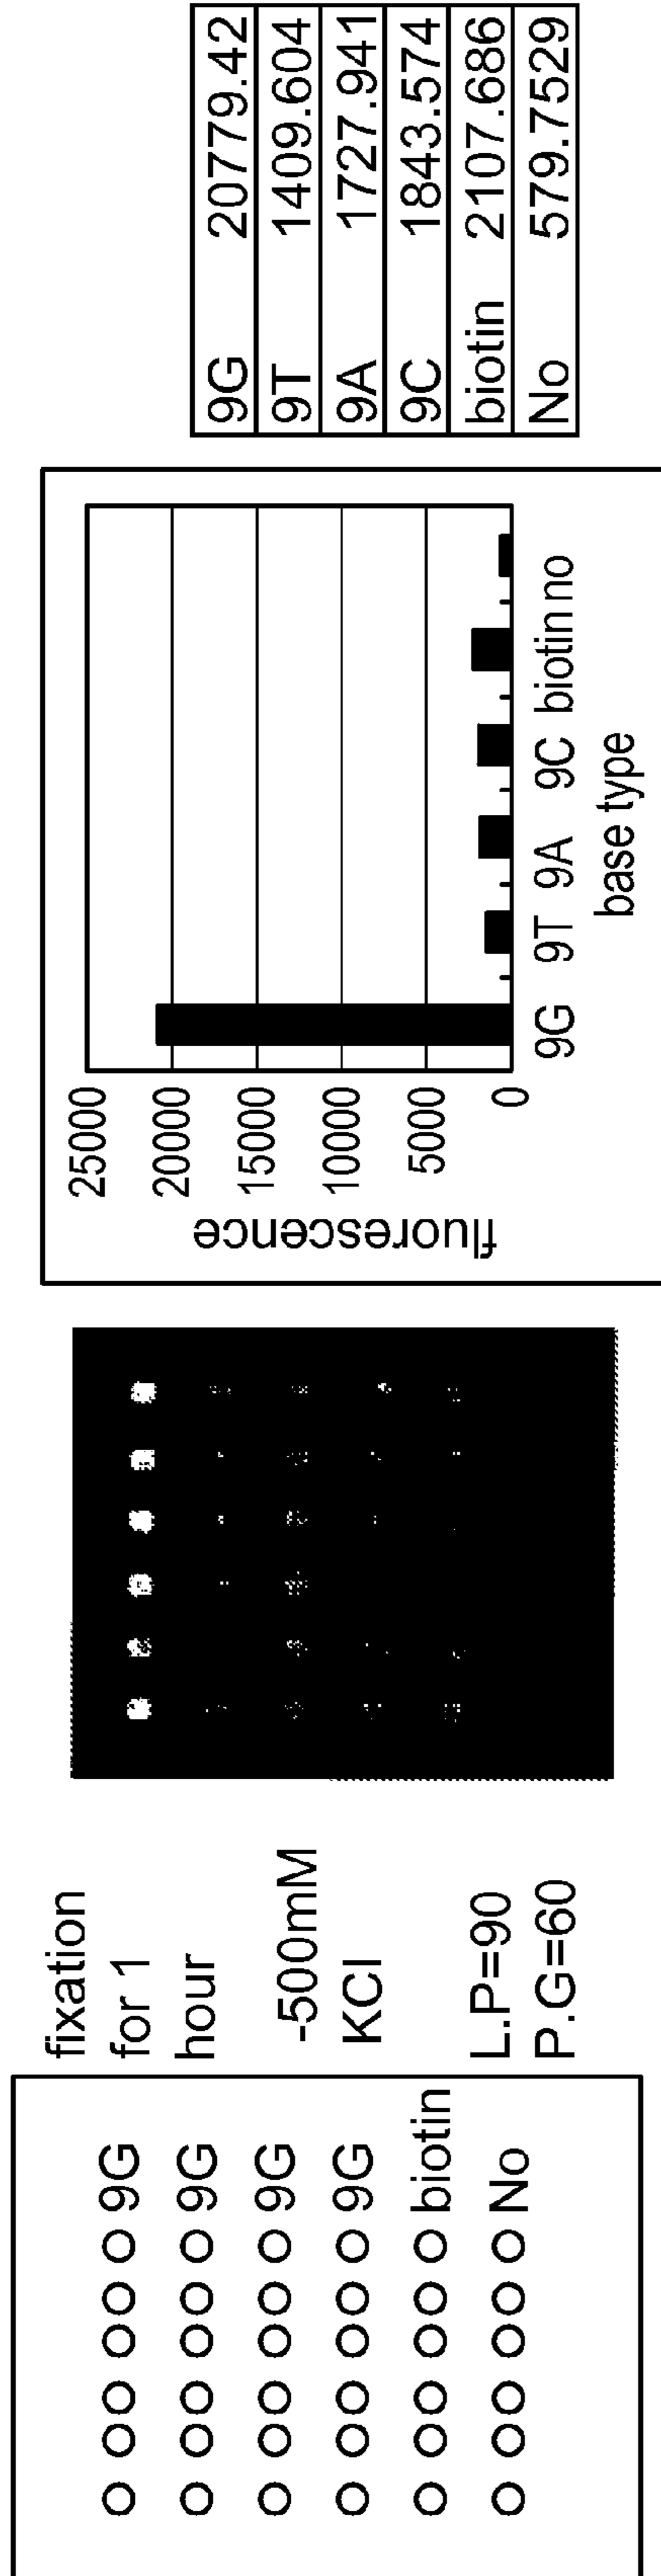 9G
9G
9G
9G
biotin
No
fixation
for 1
hour
-500mM
KCl
L.P=90
P.G=60
fluorescence
25000
20000
15000
10000
5000
0
9G 9T 9A 9C biotin no
base type
9G 20779.42
9T 1409.604
9A 1727.941
9C 1843.574
biotin 2107.686
No 579.7529